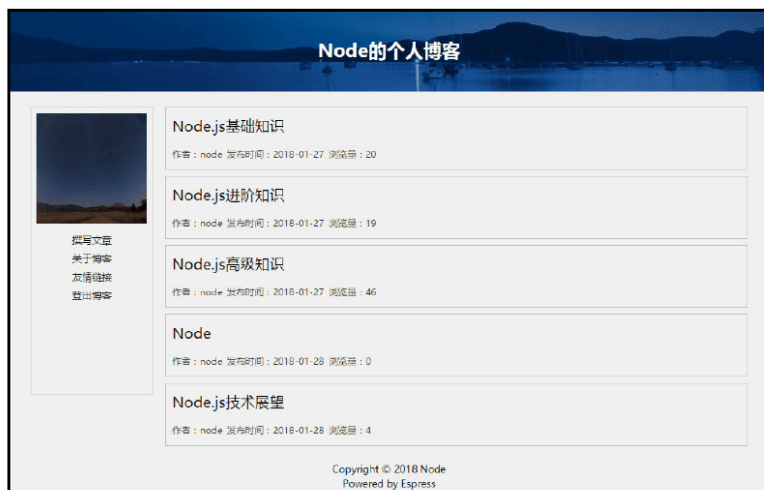 Node的个人博客
撰写文章
关于博客
友情链接
登出博客
Node.js基础知识
作者：node 发布时间：2018-01-27 浏览量：20
Node.js进阶知识
作者：node 发布时间：2018-01-27 浏览量：19
Node.js高级知识
作者：node 发布时间：2018-01-27 浏览量：46
Node
作者：node 发布时间：2018-01-28 浏览量：0
Node.js技术展望
作者：node 发布时间：2018-01-28 浏览量：4
Copyright © 2018 Node
Powered by Espress